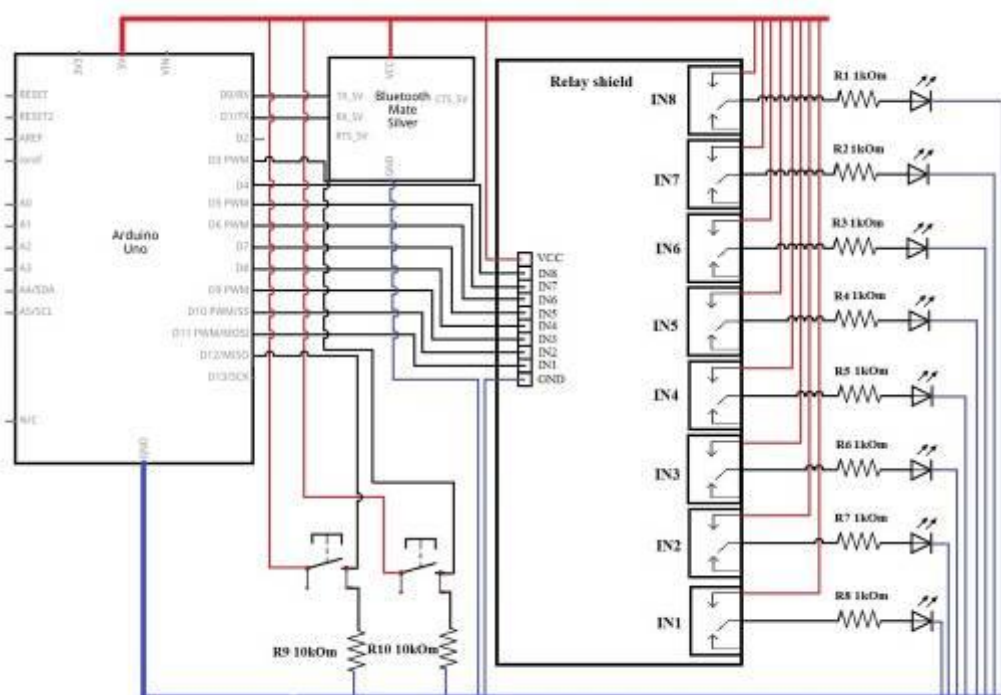 3V3
5V
VIN
RESET
RESET2
AREF
ioref
A0
A1
A2
A3
A4/SDA
A5/SCL
N/C
Arduino
Uno
D0/RX
D1/TX
D2
D3 PWM
D4
D5 PWM
D6 PWM
D7
D8
D9 PWM
D10 PWM/SS
D11 PWM/MOSI
D12/MISO
D13/SCK
GND
VCC
TX_5V
RX_5V
RTS_5V
CTS_5V
Bluetooth
Mate
Silver
GND
Relay shield
VCC
IN8
IN7
IN6
IN5
IN4
IN3
IN2
IN1
GND
IN8
IN7
IN6
IN5
IN4
IN3
IN2
IN1
R1 1kOm
R2 1kOm
R3 1kOm
R4 1kOm
R5 1kOm
R6 1kOm
R7 1kOm
R8 1kOm
R9 10kOm
R10 10kOm